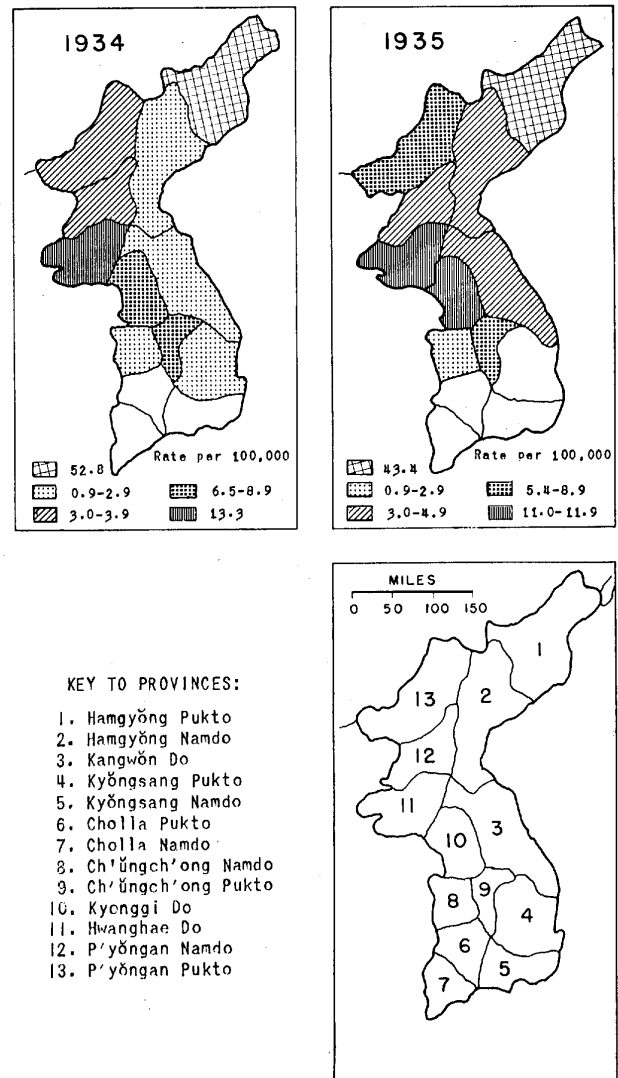 1934
Rate per 100,000
52.8
0.9-2.9
6.5-8.9
3.0-3.9
13.3
1935
Rate per 100,000
43.4
0.9-2.9
5.4-8.9
3.0-4.9
11.0-11.9
MILES
0 50 100 150
1
2
13
12
11
3
10
9
8
4
6
5
7
KEY TO PROVINCES:
1. Hamgyŏng Pukto
2. Hamgyŏng Namdo
3. Kangwŏn Do
4. Kyŏngsang Pukto
5. Kyŏngsang Namdo
6. Cholla Pukto
7. Cholla Namdo
8. Ch'ŭngch'ong Namdo
9. Ch'ŭngch'ong Pukto
10. Kyonggi Do
11. Hwanghae Do
12. P'yŏngan Namdo
13. P'yŏngan Pukto